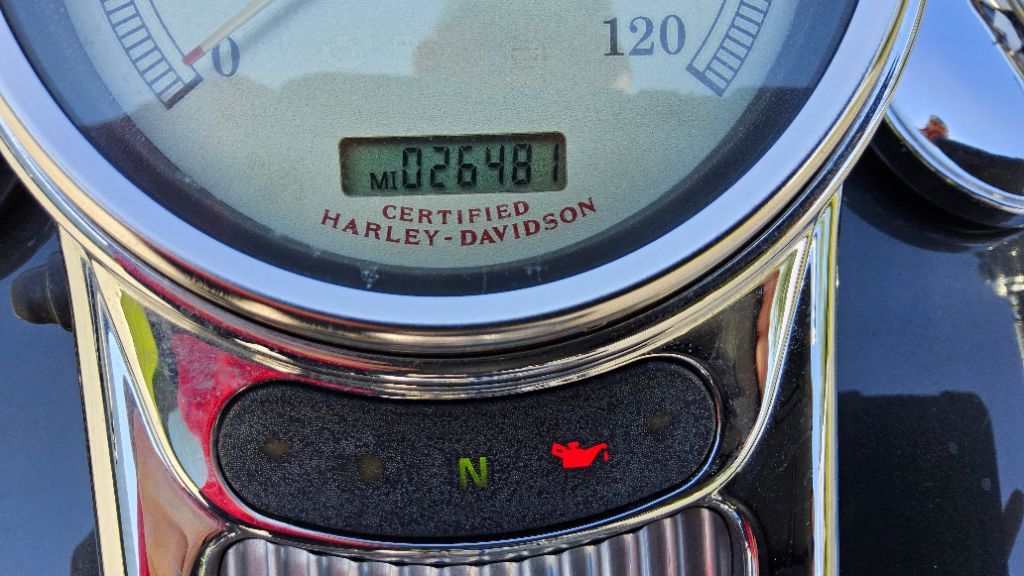 0 120
MI 026481
CERTIFIED
HARLEY-DAVIDSON
N